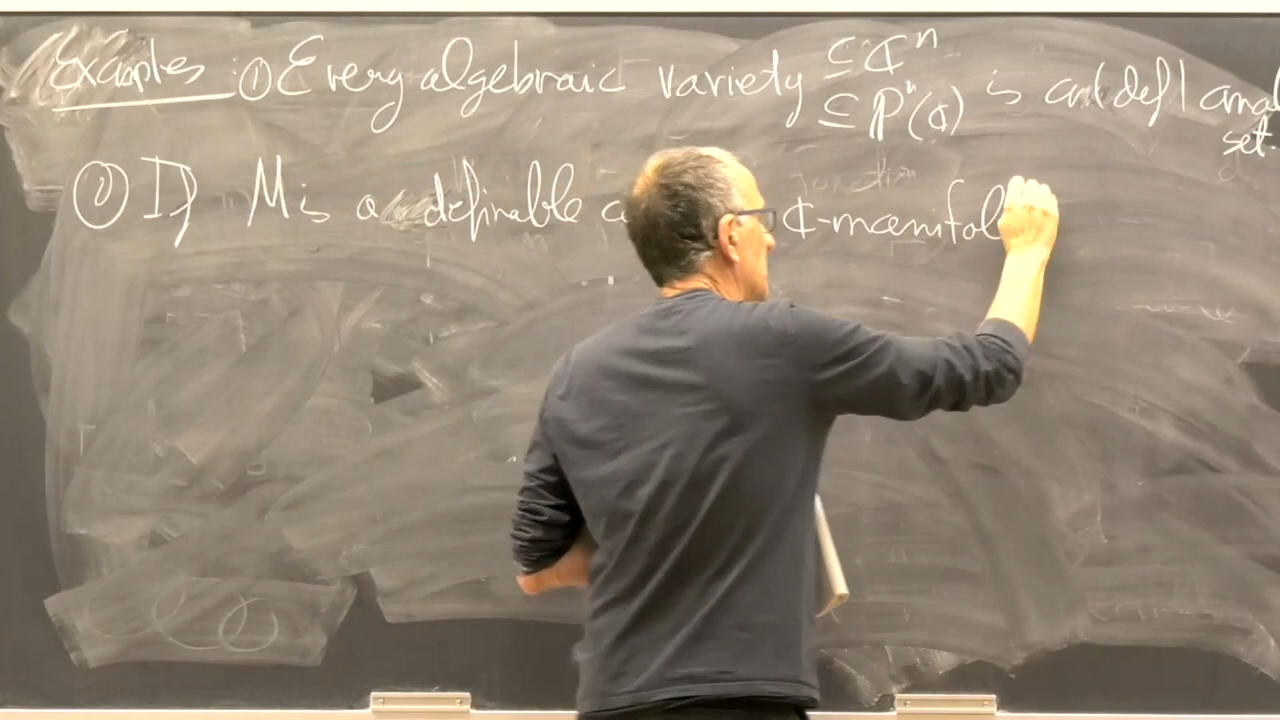 Examples ① Every algebraic variety ⊆ ℂⁿ is an (def) anal
⊆ ℙⁿ(ℂ) set.
② If M is a definable ℂ-manifol